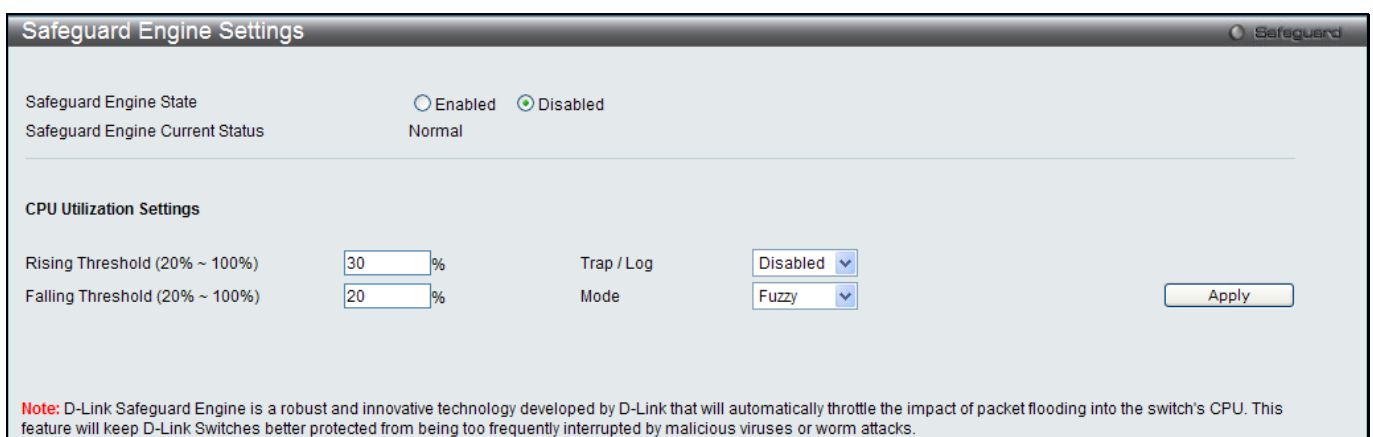 Safeguard Engine Settings
Safeguard
Safeguard Engine State Enabled Disabled
Safeguard Engine Current Status Normal
CPU Utilization Settings
Rising Threshold (20% ~ 100%) 30 % Trap / Log Disabled
Falling Threshold (20% ~ 100%) 20 % Mode Fuzzy Apply
Note: D-Link Safeguard Engine is a robust and innovative technology developed by D-Link that will automatically throttle the impact of packet flooding into the switch's CPU. This
feature will keep D-Link Switches better protected from being too frequently interrupted by malicious viruses or worm attacks.